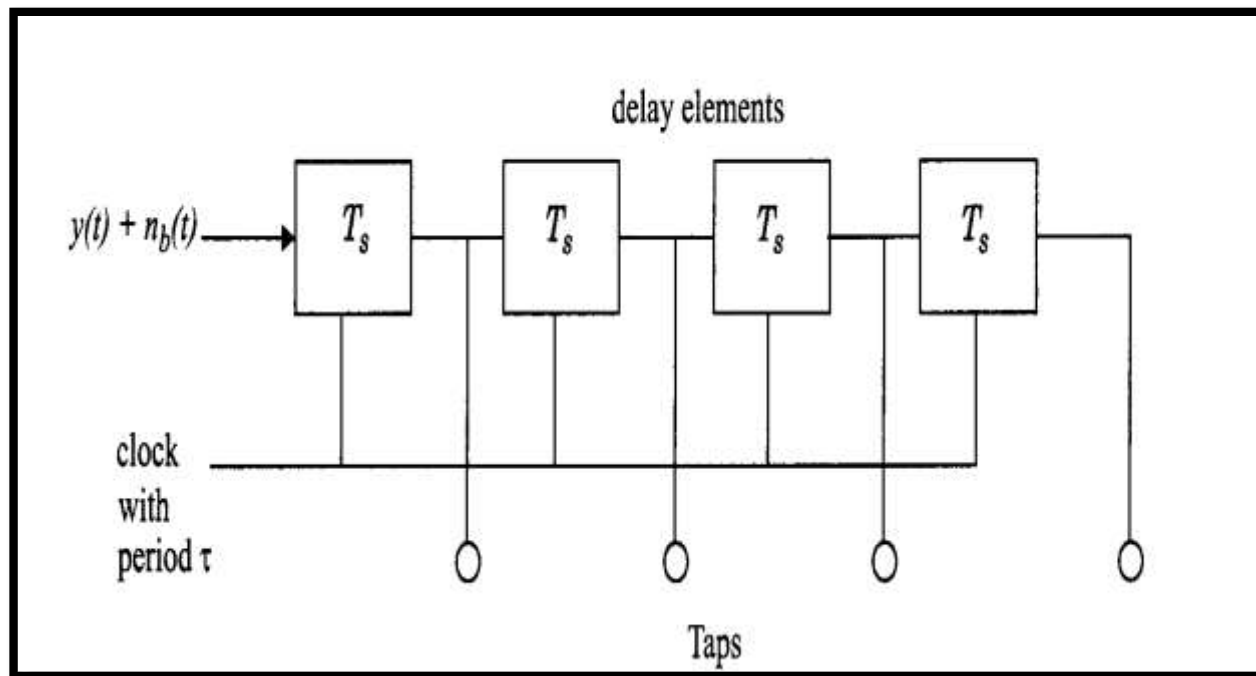 delay elements
y(t) + n_b(t)
T_s
T_s
T_s
T_s
clock
with
period τ
Taps